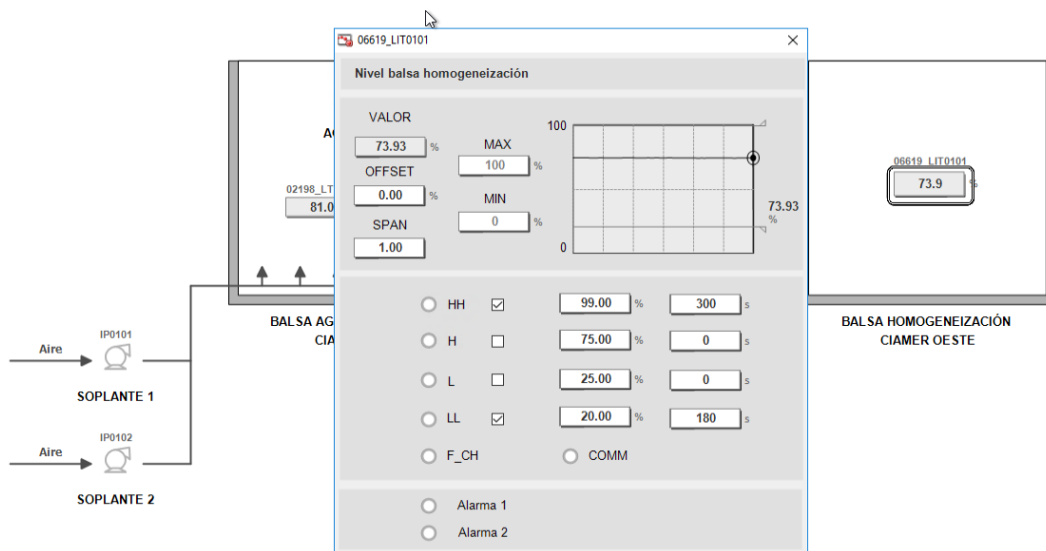 06619_LIT0101
Nivel balsa homogeneización
VALOR
73.93 %
OFFSET
0.00 %
SPAN
1.00
MAX
100 %
MIN
0 %
100
0
73.93
%
HH 99.00 % 300 s
H 75.00 % 0 s
L 25.00 % 0 s
LL 20.00 % 180 s
F_CH COMM
Alarma 1
Alarma 2
A
02198_LT
81.0
BALSA AG
CIA
IP0101
Aire
SOPLANTE 1
IP0102
Aire
SOPLANTE 2
06619_LIT0101
73.9 %
BALSA HOMOGENEIZACIÓN
CIAMER OESTE